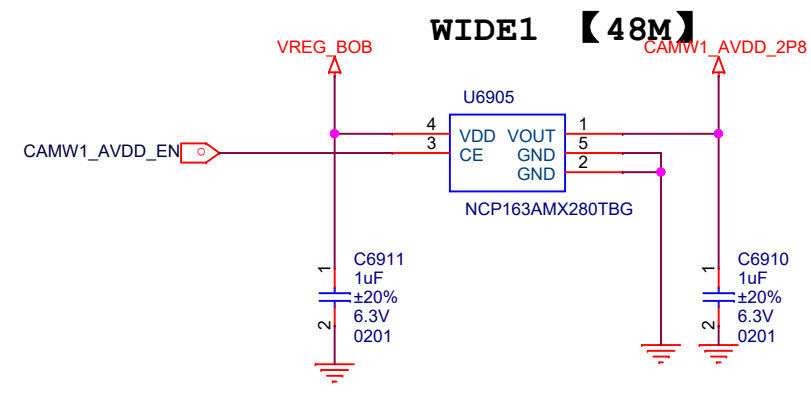 WIDE1 【48M】
VREG_BOB
CAMW1_AVDD_2P8
U6905
4 VDD VOUT 1
3 CE GND 5
GND 2
CAMW1_AVDD_EN
NCP163AMX280TBG
1
C6911
1uF
±20%
6.3V
2
0201
1
C6910
1uF
±20%
6.3V
2
0201